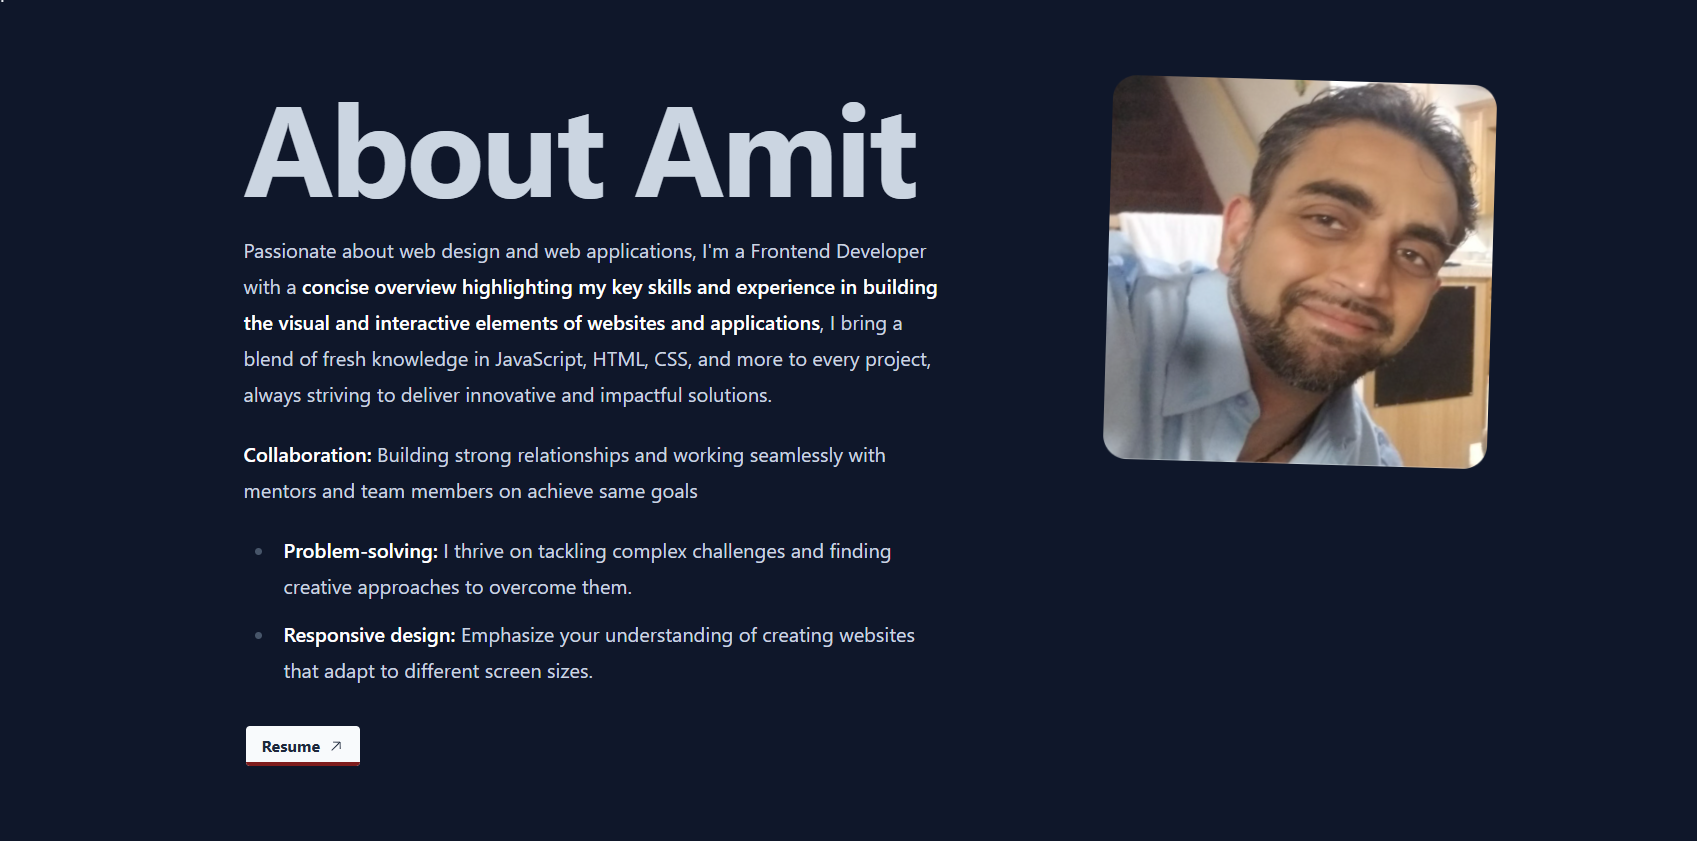 About Amit
Passionate about web design and web applications, I'm a Frontend Developer
with a concise overview highlighting my key skills and experience in building
the visual and interactive elements of websites and applications, I bring a
blend of fresh knowledge in JavaScript, HTML, CSS, and more to every project,
always striving to deliver innovative and impactful solutions.
Collaboration: Building strong relationships and working seamlessly with
mentors and team members on achieve same goals
Problem-solving: I thrive on tackling complex challenges and finding
creative approaches to overcome them.
Responsive design: Emphasize your understanding of creating websites
that adapt to different screen sizes.
Resume